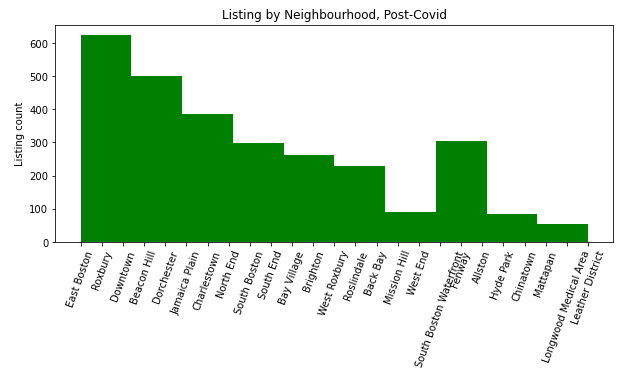 Listing by Neighbourhood, Post-Covid
Listing count
600
500
400
300
200
100
0
East Boston
Roxbury
Downtown
Beacon Hill
Dorchester
Jamaica Plain
Charlestown
North End
South Boston
South End
Bay Village
Brighton
West Roxbury
Roslindale
Back Bay
Mission Hill
West End
South Boston Waterfront
Fenway
Allston
Hyde Park
Chinatown
Mattapan
Longwood Medical Area
Leather District